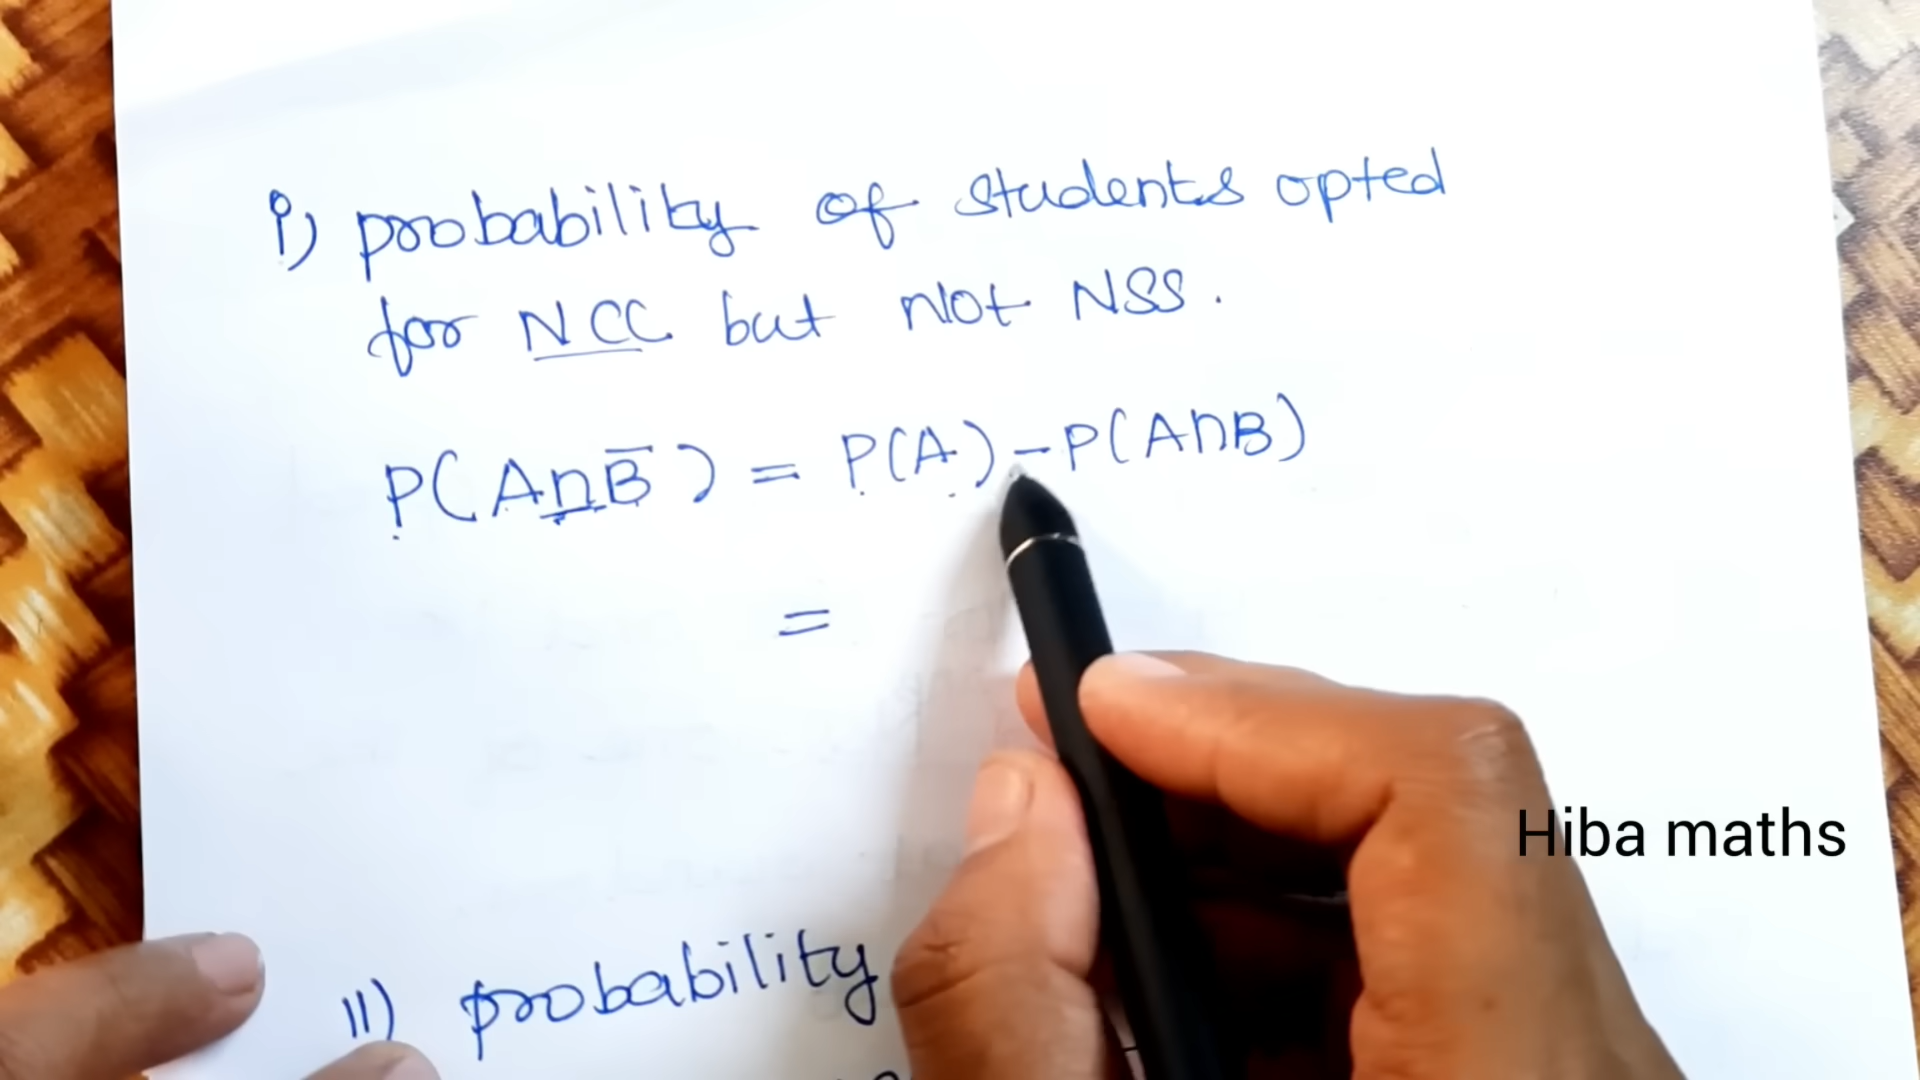 i) probability of students opted
for NCC but not NSS.
P(A∩B̅) = P(A) - P(A∩B)
=
Hiba maths
ii) probability